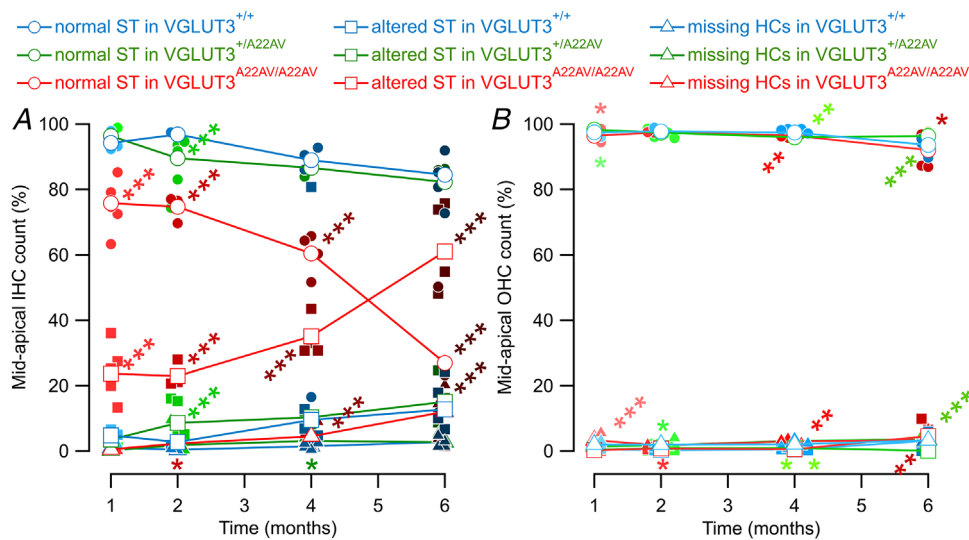 normal ST in VGLUT3+/+ altered ST in VGLUT3+/+ missing HCs in VGLUT3+/+
normal ST in VGLUT3+/A22AV altered ST in VGLUT3+/A22AV missing HCs in VGLUT3+/A22AV
normal ST in VGLUT3A22AV/A22AV altered ST in VGLUT3A22AV/A22AV missing HCs in VGLUT3A22AV/A22AV
A
Mid-apical IHC count (%)
100
80
60
40
20
0
1 2 3 4 5 6
Time (months)
B
Mid-apical OHC count (%)
100
80
60
40
20
0
1 2 3 4 5 6
Time (months)